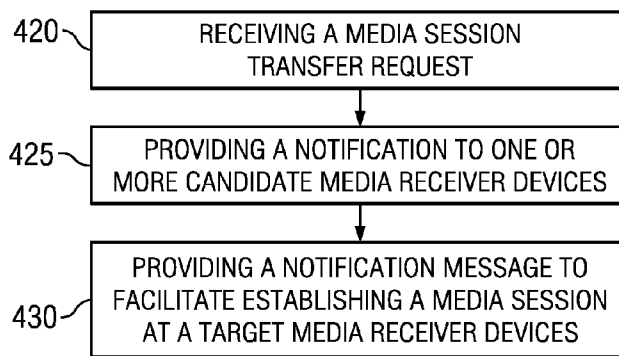 420
RECEIVING A MEDIA SESSION
TRANSFER REQUEST
425
PROVIDING A NOTIFICATION TO ONE OR
MORE CANDIDATE MEDIA RECEIVER DEVICES
430
PROVIDING A NOTIFICATION MESSAGE TO
FACILITATE ESTABLISHING A MEDIA SESSION
AT A TARGET MEDIA RECEIVER DEVICES